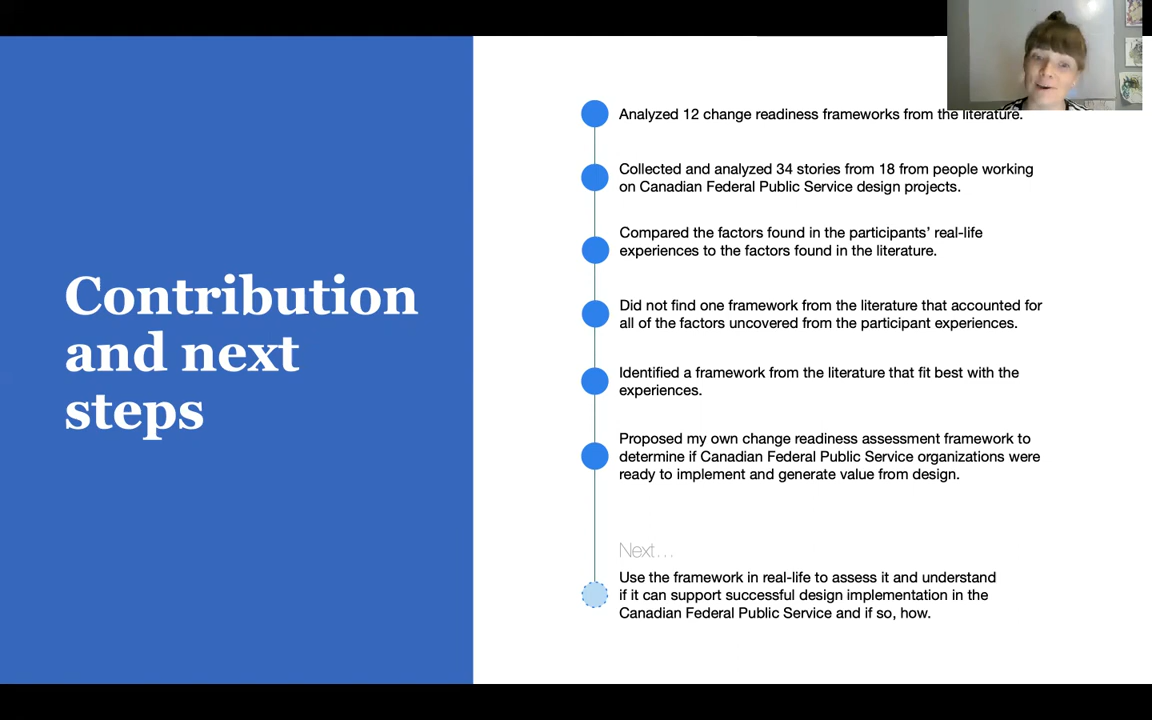 Contribution
and next
steps
Analyzed 12 change readiness frameworks from the literature.
Collected and analyzed 34 stories from 18 from people working
on Canadian Federal Public Service design projects.
Compared the factors found in the participants’ real-life
experiences to the factors found in the literature.
Did not find one framework from the literature that accounted for
all of the factors uncovered from the participant experiences.
Identified a framework from the literature that fit best with the
experiences.
Proposed my own change readiness assessment framework to
determine if Canadian Federal Public Service organizations were
ready to implement and generate value from design.
Next…
Use the framework in real-life to assess it and understand
if it can support successful design implementation in the
Canadian Federal Public Service and if so, how.